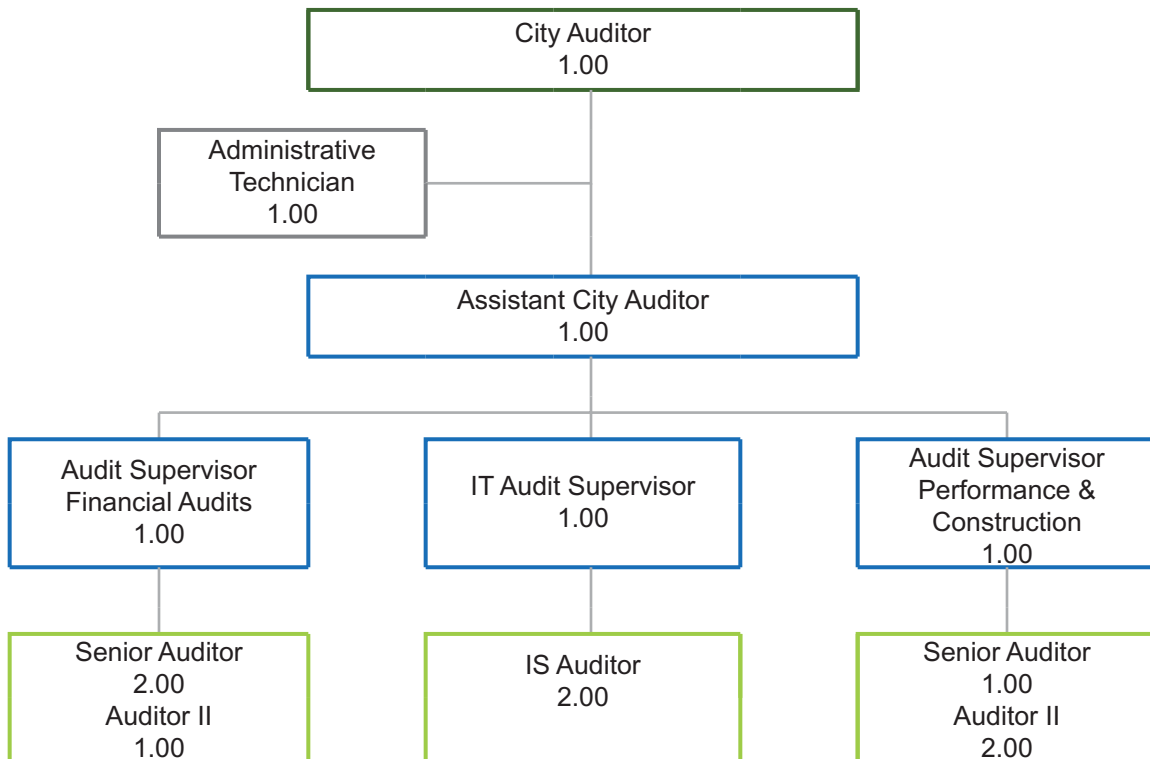 City Auditor
1.00
Administrative
Technician
1.00
Assistant City Auditor
1.00
Audit Supervisor
Financial Audits
1.00
IT Audit Supervisor
1.00
Audit Supervisor
Performance &
Construction
1.00
Senior Auditor
2.00
Auditor II
1.00
IS Auditor
2.00
Senior Auditor
1.00
Auditor II
2.00